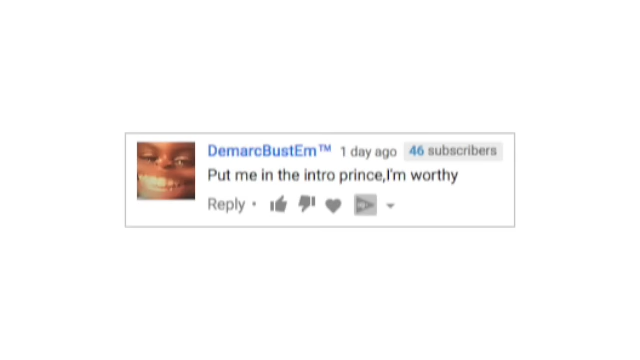 DemarcBustEm™ 1 day ago 46 subscribers
Put me in the intro prince,I'm worthy
Reply •